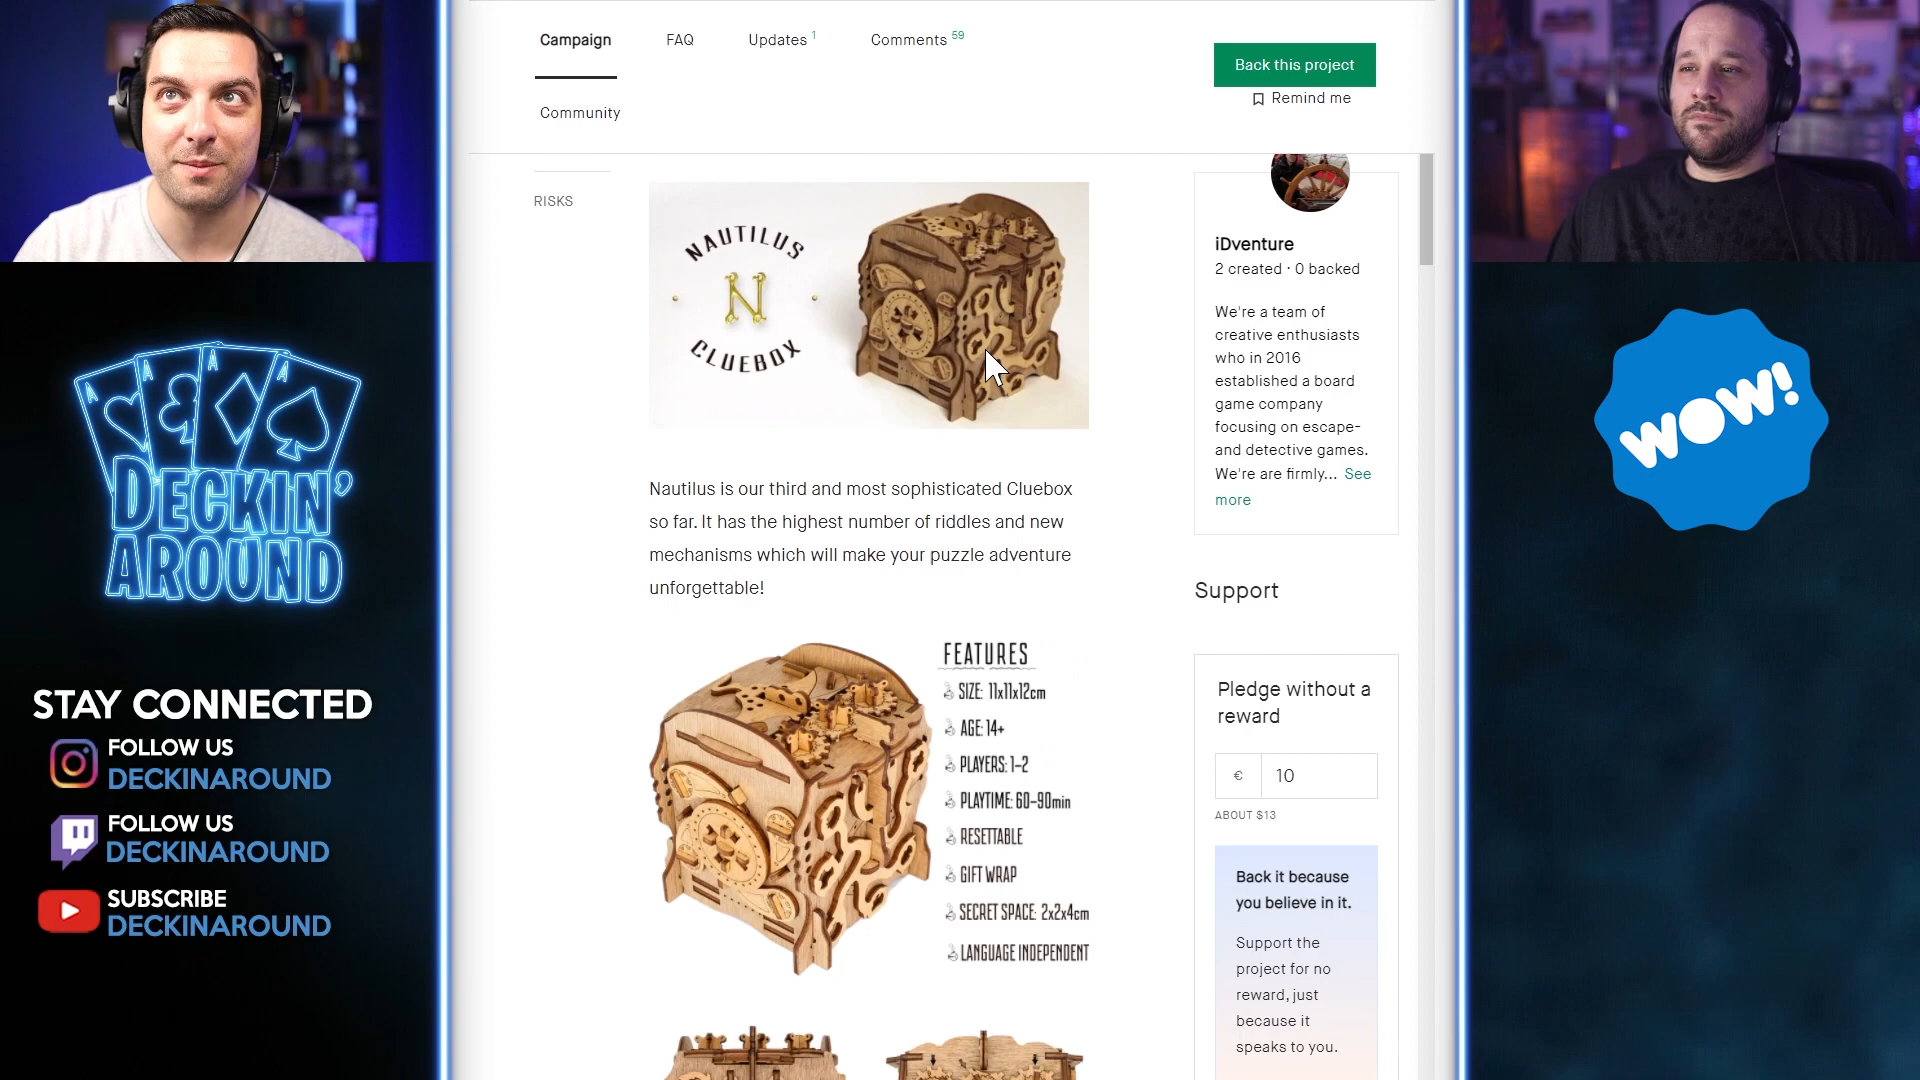 Campaign
FAQ
Updates 1
Comments 59
Community
Back this project
Remind me
RISKS
NAUTILUS
N
CLUEBOX
iDventure
2 created · 0 backed
We're a team of
creative enthusiasts
who in 2016
established a board
game company
focusing on escape-
and detective games.
We're are firmly... See
more
Nautilus is our third and most sophisticated Cluebox
so far. It has the highest number of riddles and new
mechanisms which will make your puzzle adventure
unforgettable!
FEATURES
SIZE: 11x11x12cm
AGE: 14+
PLAYERS: 1-2
PLAYTIME: 60-90min
RESETTABLE
GIFT WRAP
SECRET SPACE: 2x2x4cm
LANGUAGE INDEPENDENT
Support
Pledge without a
reward
€ 10
ABOUT $13
Back it because
you believe in it.
Support the
project for no
reward, just
because it
speaks to you.
A A A A
DECKIN'
AROUND
STAY CONNECTED
FOLLOW US
DECKINAROUND
FOLLOW US
DECKINAROUND
SUBSCRIBE
DECKINAROUND
WOW!